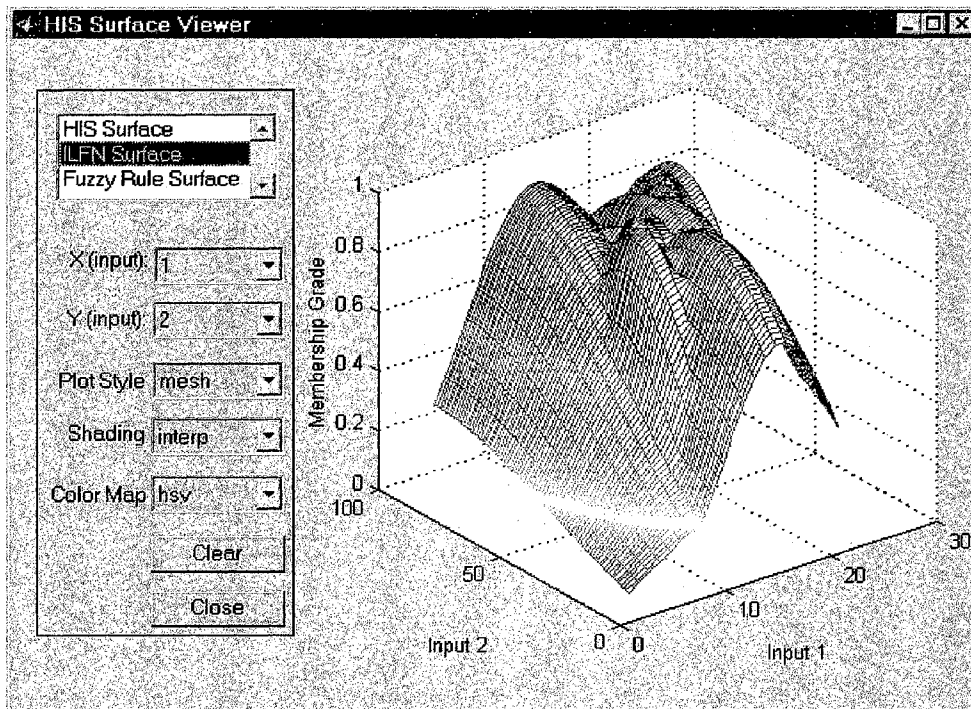 HIS Surface Viewer
HIS Surface
ILFN Surface
Fuzzy Rule Surface
X (input): 1
Y (input): 2
Plot Style mesh
Shading interp
Color Map hsv
Clear
Close
Membership Grade
1
0.8
0.6
0.4
0.2
0
100
50
0
Input 2
0
10
20
30
Input 1